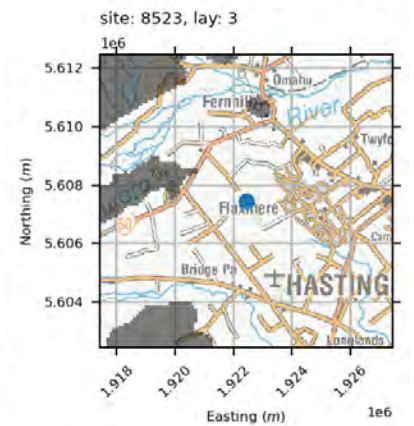 site: 8523, lay: 3
1e6
5.612
5.610
5.608
5.606
5.604
Northing (m)
Omahu
Fernhill
River
Twyfo
Flaxmere
50
Cam
Bridge Pa
HASTING
Longlands
1.918
1.920
1.922
1.924
1.926
1e6
Easting (m)